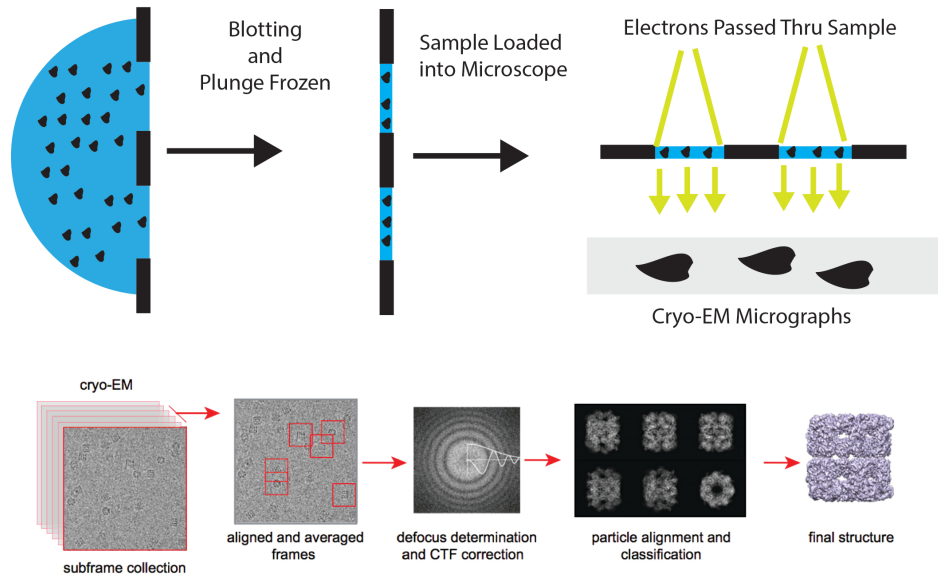 Blotting
and
Plunge Frozen
Sample Loaded
into Microscope
Electrons Passed Thru Sample
Cryo-EM Micrographs
cryo-EM
subframe collection
aligned and averaged
frames
defocus determination
and CTF correction
particle alignment and
classification
final structure